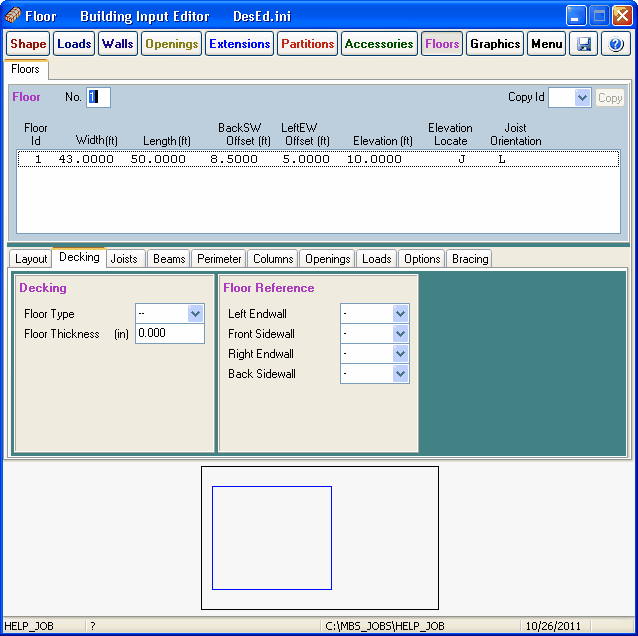 Floor Building Input Editor DesEd.ini
Shape Loads Walls Openings Extensions Partitions Accessories Floors Graphics Menu ?
Floors
Floor No. 1 Copy Id Copy
Floor Id Width(ft) Length (ft) BackSW Offset (ft) LeftEW Offset (ft) Elevation (ft) Elevation Locate Joist Orientation
1 43.0000 50.0000 8.5000 5.0000 10.0000 J L
Layout Decking Joists Beams Perimeter Columns Openings Loads Options Bracing
Decking Floor Reference
Floor Type -- Left Endwall -
Floor Thickness (in) 0.000 Front Sidewall -
Right Endwall -
Back Sidewall -
HELP_JOB ? C:\MBS_JOBS\HELP_JOB 10/26/2011